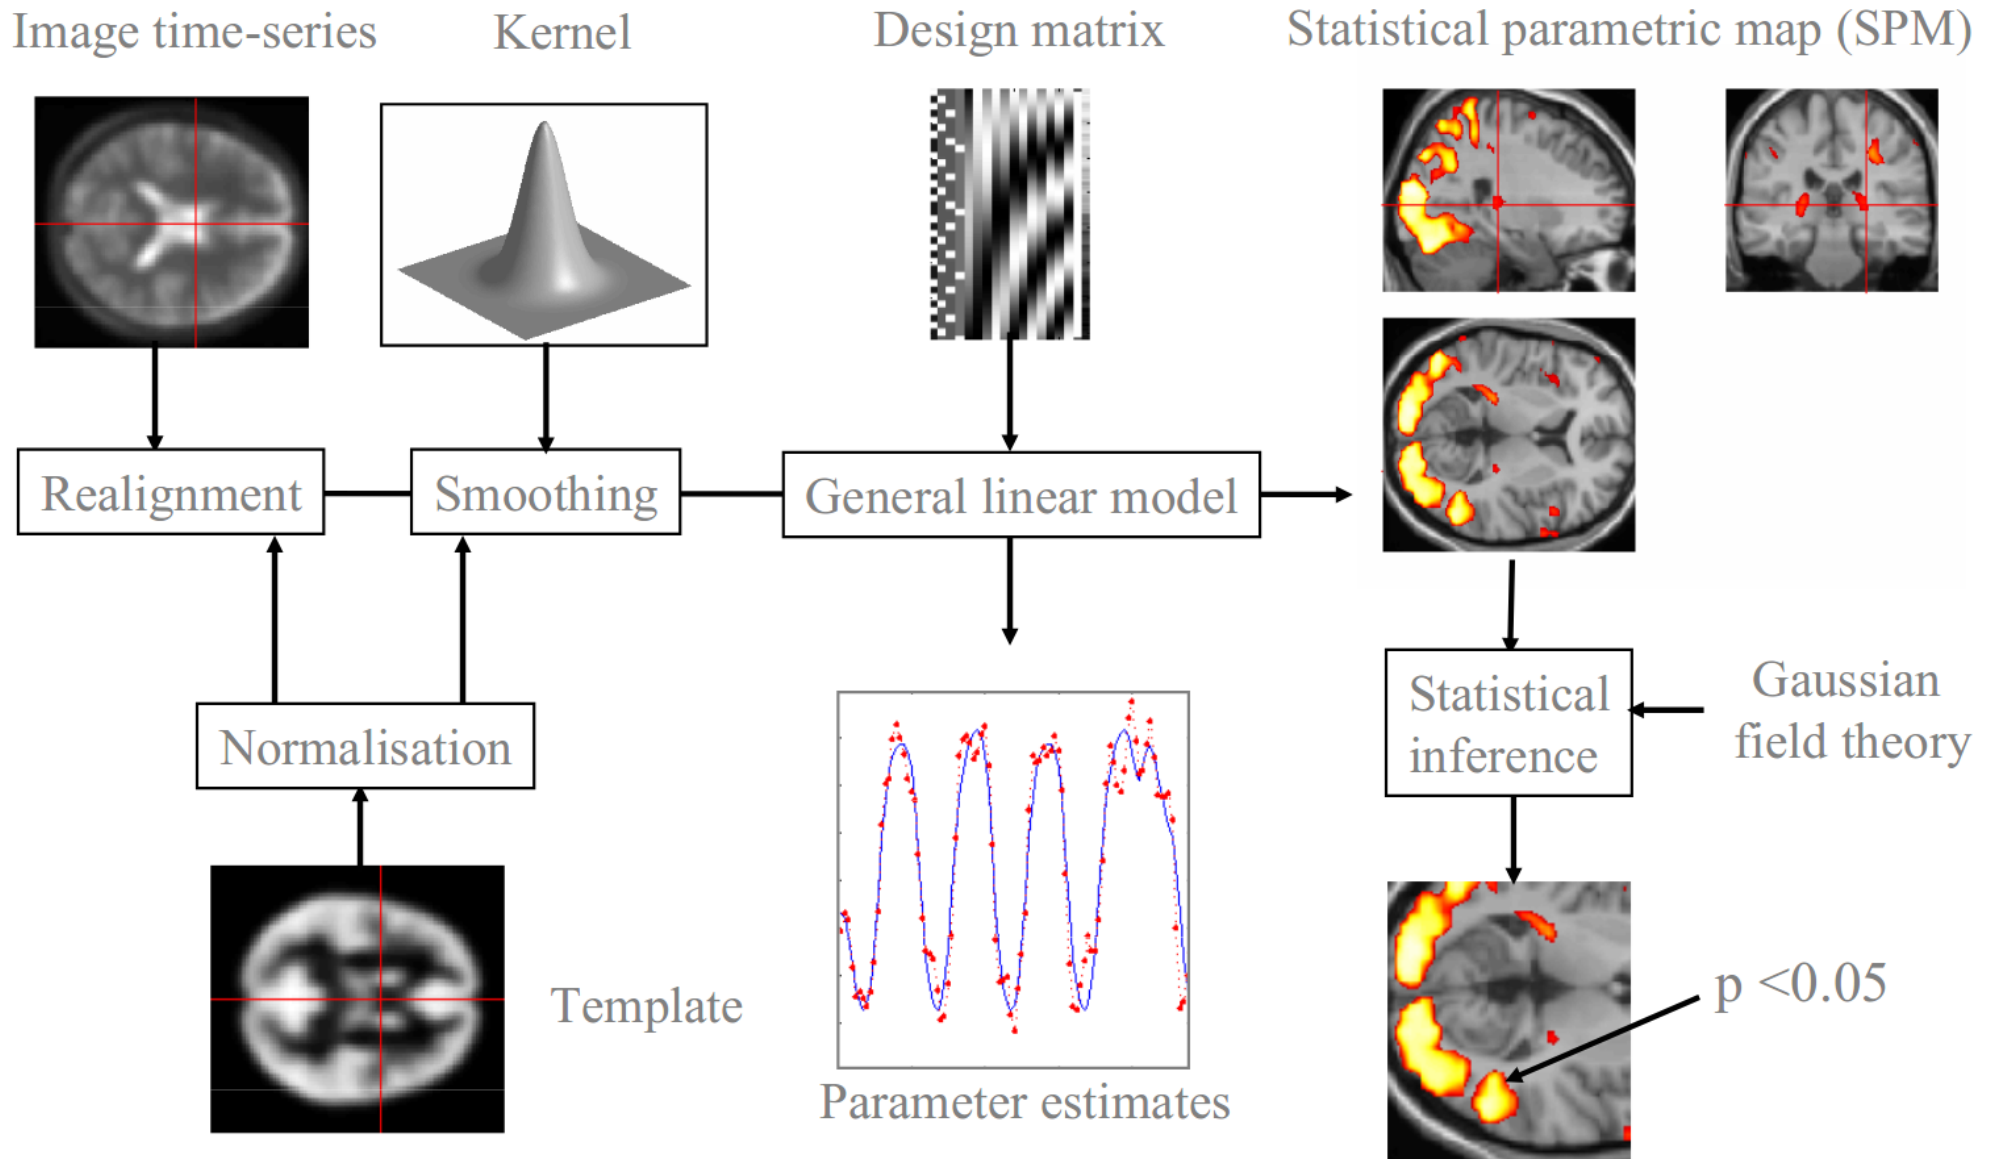 Image time-series
Kernel
Design matrix
Statistical parametric map (SPM)
Realignment
Smoothing
General linear model
Normalisation
Statistical
inference
Gaussian
field theory
Template
Parameter estimates
p <0.05